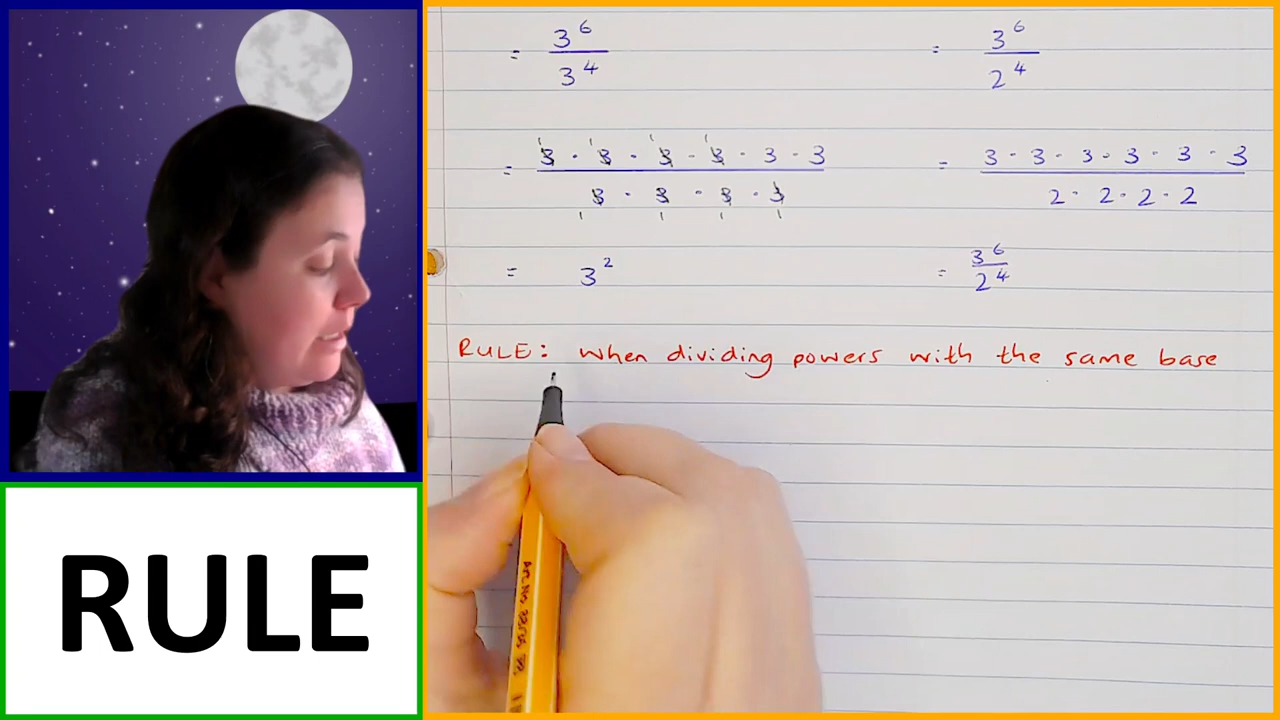 = 3^6 / 3^4
= 3^6 / 2^4
= 3 · 3 · 3 · 3 · 3 · 3 / 3 · 3 · 3 · 3
= 3 · 3 · 3 · 3 · 3 · 3 / 2 · 2 · 2 · 2
= 3^2
= 3^6 / 2^4
RULE: When dividing powers with the same base
RULE